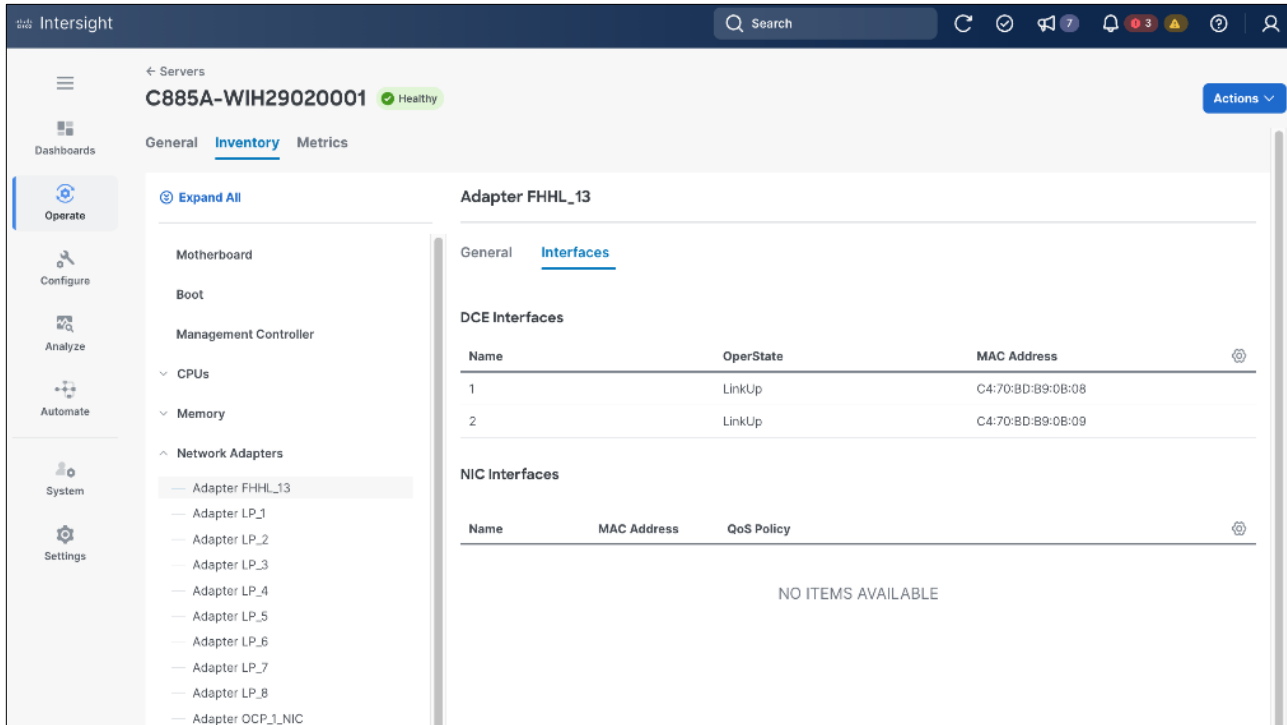 Intersight
Search
7
3
← Servers
C885A-WIH29020001 Healthy
Actions
General Inventory Metrics
Dashboards
Operate
Configure
Analyze
Automate
System
Settings
Expand All
Motherboard
Boot
Management Controller
CPUs
Memory
Network Adapters
Adapter FHHL_13
Adapter LP_1
Adapter LP_2
Adapter LP_3
Adapter LP_4
Adapter LP_5
Adapter LP_6
Adapter LP_7
Adapter LP_8
Adapter OCP_1_NIC
Adapter FHHL_13
General Interfaces
DCE Interfaces
Name OperState MAC Address
1 LinkUp C4:70:BD:B9:0B:08
2 LinkUp C4:70:BD:B9:0B:09
NIC Interfaces
Name MAC Address QoS Policy
NO ITEMS AVAILABLE